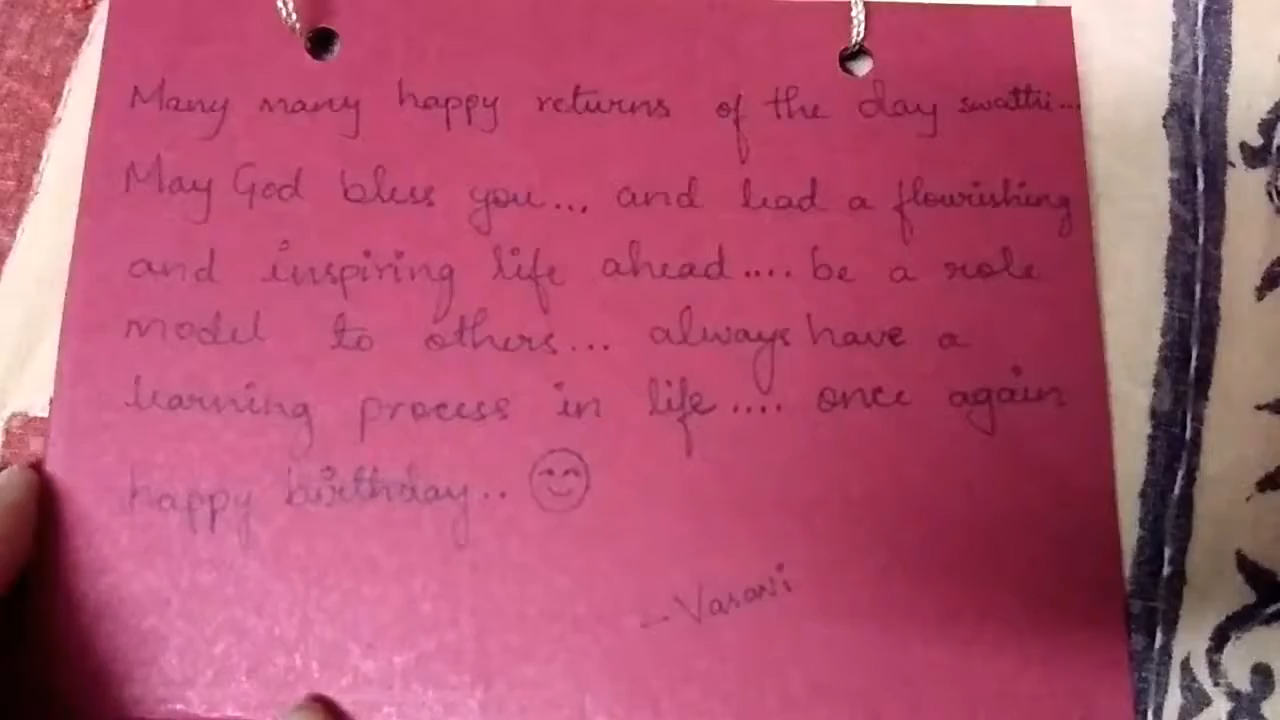 Many many happy returns of the day swathi...
May God bless you... and lead a flourishing
and inspiring life ahead.... be a role
model to others... always have a
learning process in life.... once again
happy birthday.. 
- Varani